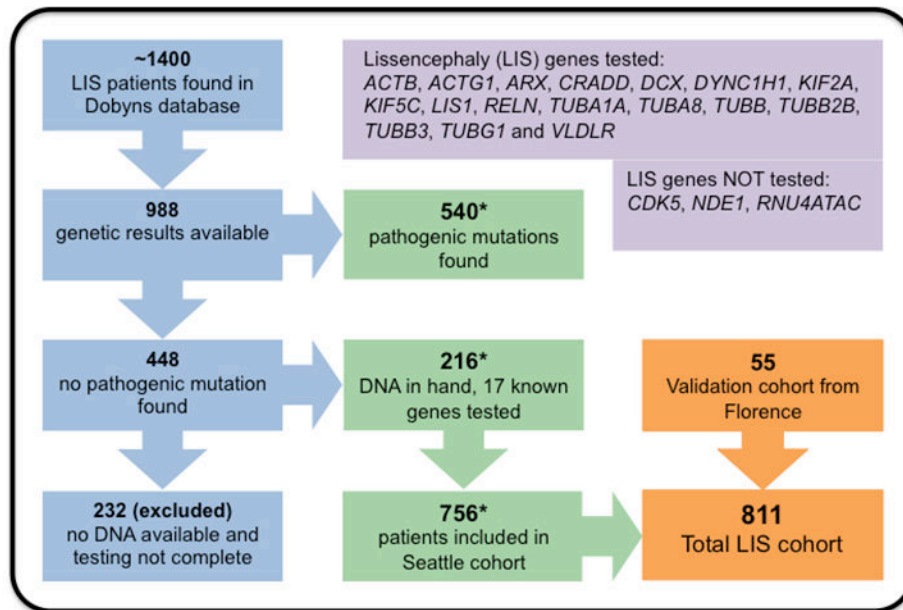 ~1400
LIS patients found in
Dobyns database
Lissencephaly (LIS) genes tested:
ACTB, ACTG1, ARX, CRADD, DCX, DYNC1H1, KIF2A,
KIF5C, LIS1, RELN, TUBA1A, TUBA8, TUBB, TUBB2B,
TUBB3, TUBG1 and VLDLR
LIS genes NOT tested:
CDK5, NDE1, RNU4ATAC
988
genetic results available
540*
pathogenic mutations
found
448
no pathogenic mutation
found
216*
DNA in hand, 17 known
genes tested
55
Validation cohort from
Florence
232 (excluded)
no DNA available and
testing not complete
756*
patients included in
Seattle cohort
811
Total LIS cohort